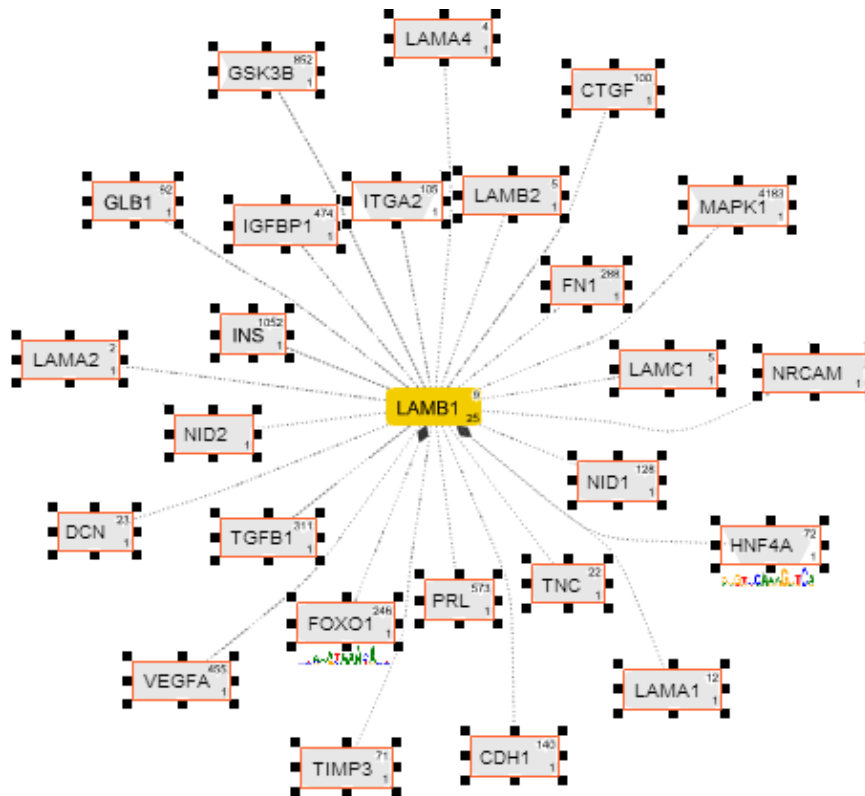 LAMA4 4 1
GSK3B 852 1
CTGF 100 1
GLB1 92 1
ITGA2 105 1
LAMB2 5 1
MAPK1 4183 1
IGFBP1 474 1
FN1 288 1
INS 1052 1
LAMA2 2 1
LAMC1 5 1
NRCAM 1
LAMB1 9 25
NID2 1
NID1 128 1
DCN 23 1
TGFB1 311 1
HNF4A 72 1
TNC 22 1
PRL 573 1
FOXO1 246 1
VEGFA 455 1
LAMA1 12 1
TIMP3 71 1
CDH1 140 1